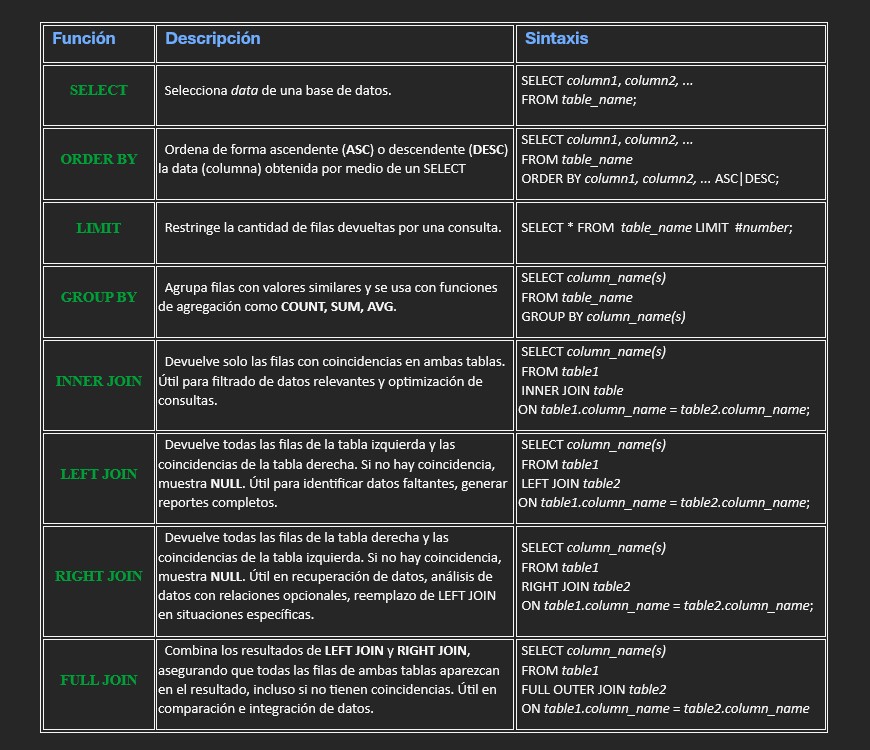 Función
Descripción
Sintaxis
SELECT
Selecciona data de una base de datos.
SELECT column1, column2, ...
FROM table_name;
ORDER BY
Ordena de forma ascendente (ASC) o descendente (DESC)
la data (columna) obtenida por medio de un SELECT
SELECT column1, column2, ...
FROM table_name
ORDER BY column1, column2, ... ASC|DESC;
LIMIT
Restringe la cantidad de filas devueltas por una consulta.
SELECT * FROM table_name LIMIT #number;
GROUP BY
Agrupa filas con valores similares y se usa con funciones
de agregación como COUNT, SUM, AVG.
SELECT column_name(s)
FROM table_name
GROUP BY column_name(s)
INNER JOIN
Devuelve solo las filas con coincidencias en ambas tablas.
Útil para filtrado de datos relevantes y optimización de
consultas.
SELECT column_name(s)
FROM table1
INNER JOIN table
ON table1.column_name = table2.column_name;
LEFT JOIN
Devuelve todas las filas de la tabla izquierda y las
coincidencias de la tabla derecha. Si no hay coincidencia,
muestra NULL. Útil para identificar datos faltantes, generar
reportes completos.
SELECT column_name(s)
FROM table1
LEFT JOIN table2
ON table1.column_name = table2.column_name;
RIGHT JOIN
Devuelve todas las filas de la tabla derecha y las
coincidencias de la tabla izquierda. Si no hay coincidencia,
muestra NULL. Útil en recuperación de datos, análisis de
datos con relaciones opcionales, reemplazo de LEFT JOIN
en situaciones específicas.
SELECT column_name(s)
FROM table1
RIGHT JOIN table2
ON table1.column_name = table2.column_name;
FULL JOIN
Combina los resultados de LEFT JOIN y RIGHT JOIN,
asegurando que todas las filas de ambas tablas aparezcan
en el resultado, incluso si no tienen coincidencias. Útil en
comparación e integración de datos.
SELECT column_name(s)
FROM table1
FULL OUTER JOIN table2
ON table1.column_name = table2.column_name